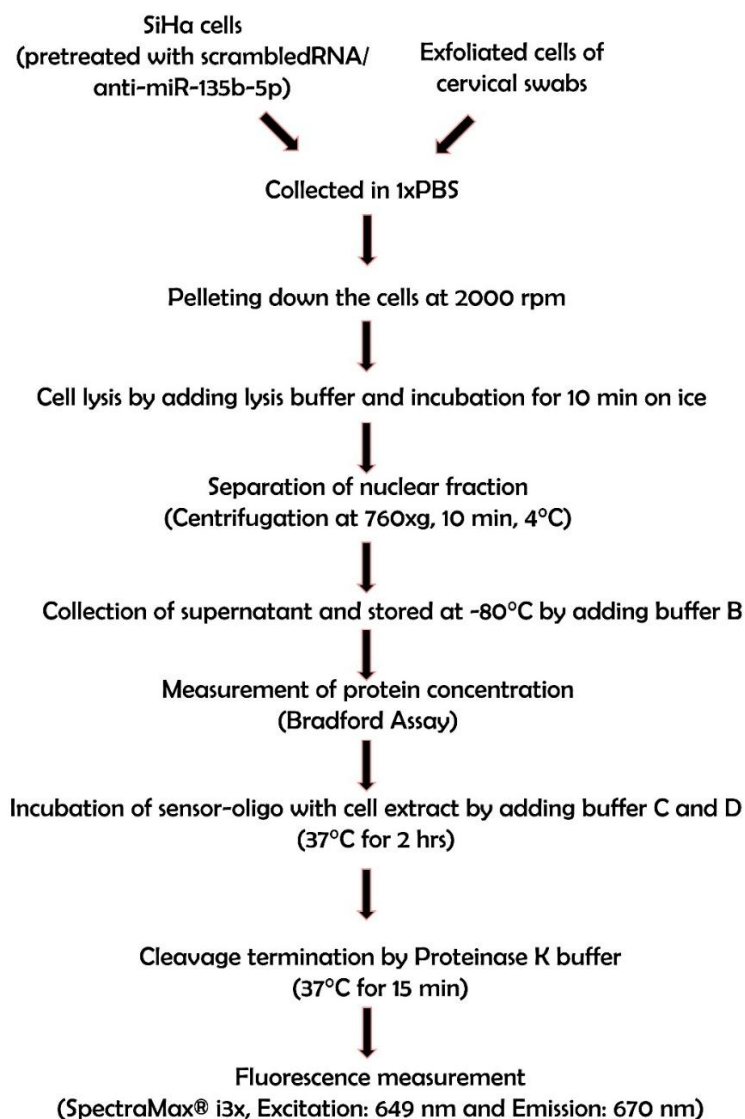 SiHa cells
(pretreated with scrambledRNA/
anti-miR-135b-5p)
Exfoliated cells of
cervical swabs
Collected in 1xPBS
Pelleting down the cells at 2000 rpm
Cell lysis by adding lysis buffer and incubation for 10 min on ice
Separation of nuclear fraction
(Centrifugation at 760xg, 10 min, 4°C)
Collection of supernatant and stored at -80°C by adding buffer B
Measurement of protein concentration
(Bradford Assay)
Incubation of sensor-oligo with cell extract by adding buffer C and D
(37°C for 2 hrs)
Cleavage termination by Proteinase K buffer
(37°C for 15 min)
Fluorescence measurement
(SpectraMax® i3x, Excitation: 649 nm and Emission: 670 nm)